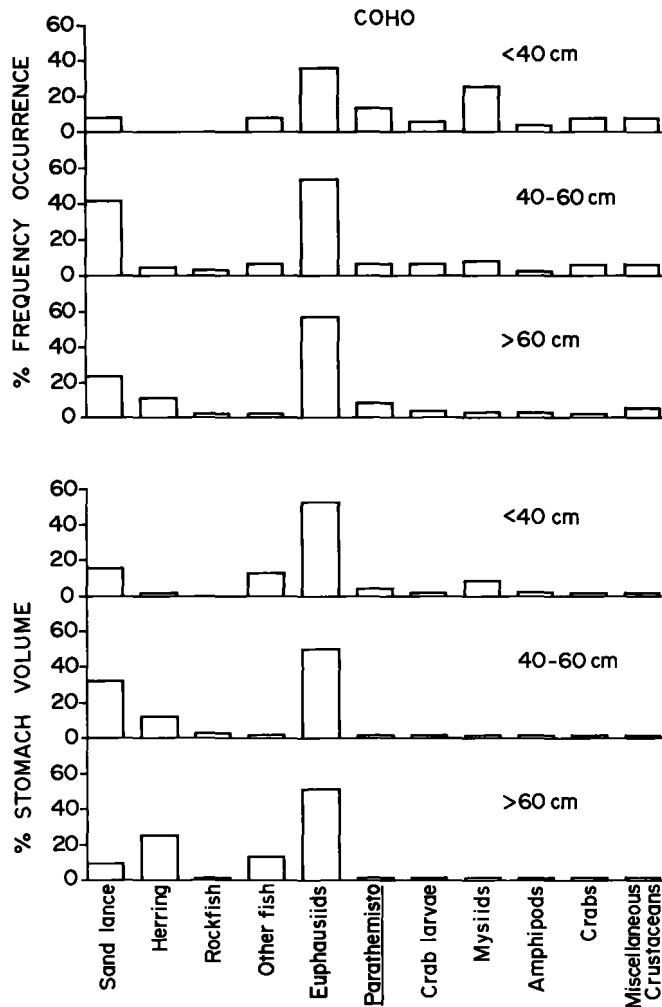 COHO
% FREQUENCY OCCURRENCE
60
40
20
0
<40 cm
60
40
20
0
40-60 cm
60
40
20
0
>60 cm
% STOMACH VOLUME
60
40
20
0
<40 cm
60
40
20
0
40-60 cm
60
40
20
0
>60 cm
Sand lance
Herring
Rockfish
Other fish
Euphausiids
Parathemisto
Crab larvae
Mysiids
Amphipods
Crabs
Miscellaneous
Crustaceans